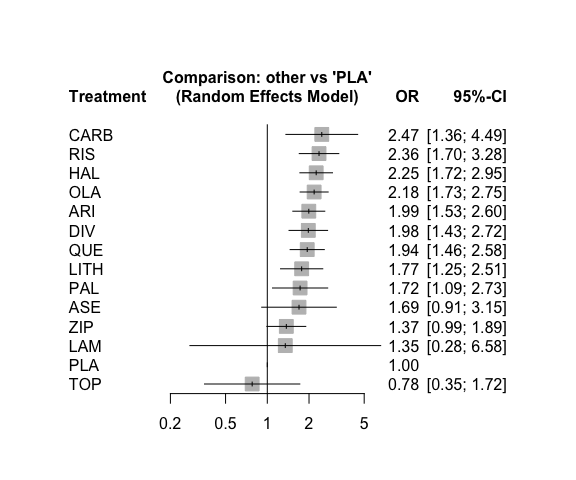 Comparison: other vs 'PLA'
Treatment (Random Effects Model) OR 95%-CI
CARB 2.47 [1.36; 4.49]
RIS 2.36 [1.70; 3.28]
HAL 2.25 [1.72; 2.95]
OLA 2.18 [1.73; 2.75]
ARI 1.99 [1.53; 2.60]
DIV 1.98 [1.43; 2.72]
QUE 1.94 [1.46; 2.58]
LITH 1.77 [1.25; 2.51]
PAL 1.72 [1.09; 2.73]
ASE 1.69 [0.91; 3.15]
ZIP 1.37 [0.99; 1.89]
LAM 1.35 [0.28; 6.58]
PLA 1.00
TOP 0.78 [0.35; 1.72]
0.2 0.5 1 2 5